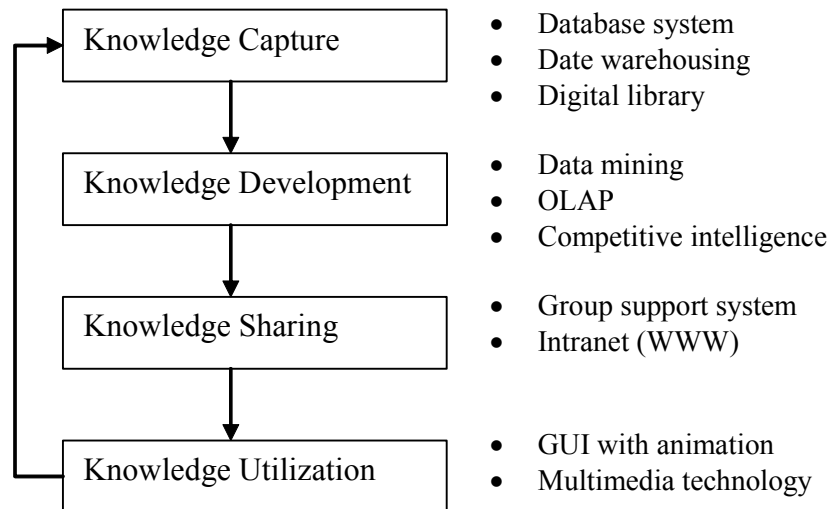 Knowledge Capture
• Database system
• Date warehousing
• Digital library
Knowledge Development
• Data mining
• OLAP
• Competitive intelligence
Knowledge Sharing
• Group support system
• Intranet (WWW)
Knowledge Utilization
• GUI with animation
• Multimedia technology